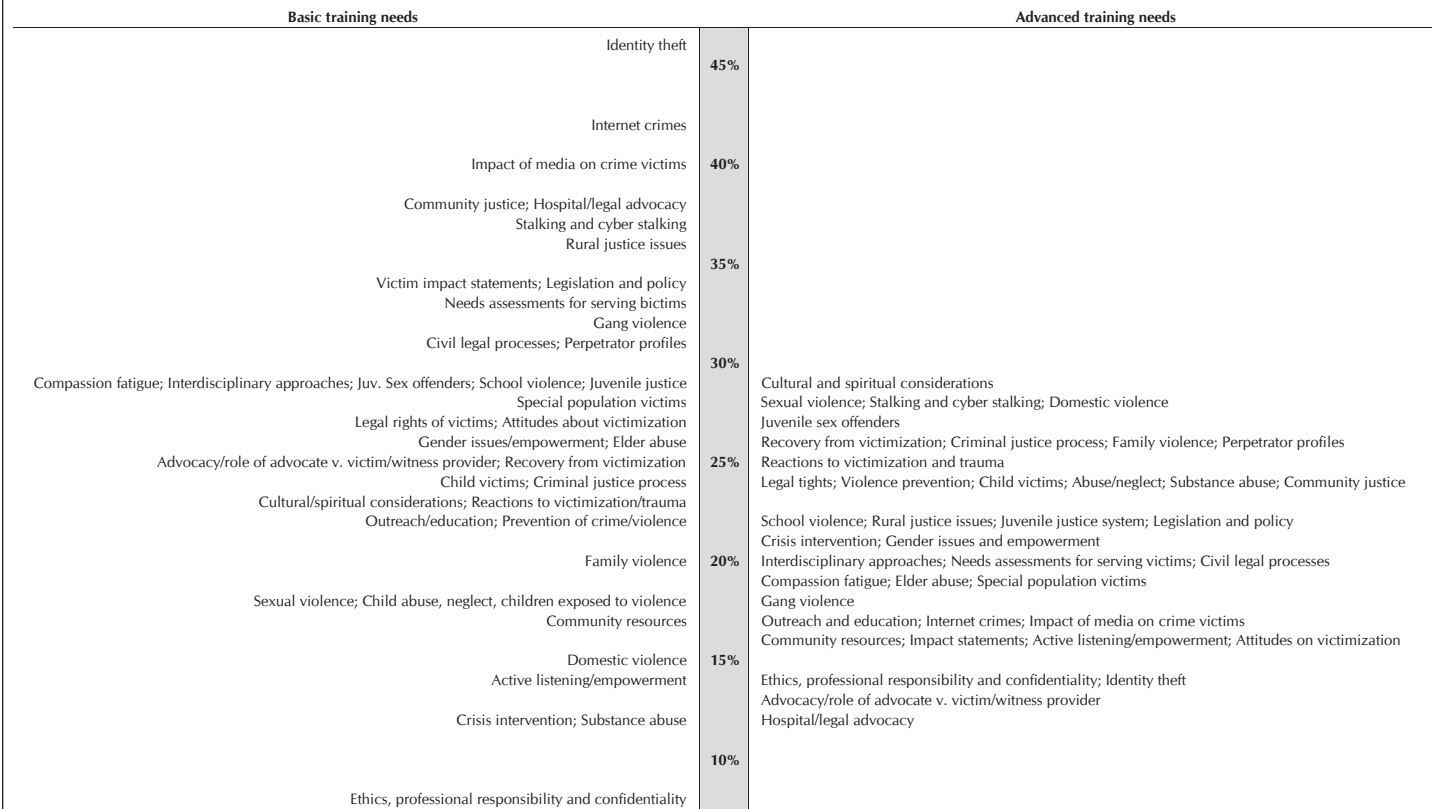 Basic training needs Advanced training needs
Identity theft
45%
Internet crimes
Impact of media on crime victims 40%
Community justice; Hospital/legal advocacy
Stalking and cyber stalking
Rural justice issues
35%
Victim impact statements; Legislation and policy
Needs assessments for serving bictims
Gang violence
Civil legal processes; Perpetrator profiles
30%
Compassion fatigue; Interdisciplinary approaches; Juv. Sex offenders; School violence; Juvenile justice Cultural and spiritual considerations
Special population victims Sexual violence; Stalking and cyber stalking; Domestic violence
Legal rights of victims; Attitudes about victimization Juvenile sex offenders
Gender issues/empowerment; Elder abuse Recovery from victimization; Criminal justice process; Family violence; Perpetrator profiles
Advocacy/role of advocate v. victim/witness provider; Recovery from victimization 25% Reactions to victimization and trauma
Child victims; Criminal justice process Legal tights; Violence prevention; Child victims; Abuse/neglect; Substance abuse; Community justice
Cultural/spiritual considerations; Reactions to victimization/trauma
Outreach/education; Prevention of crime/violence School violence; Rural justice issues; Juvenile justice system; Legislation and policy
Crisis intervention; Gender issues and empowerment
Family violence 20% Interdisciplinary approaches; Needs assessments for serving victims; Civil legal processes
Compassion fatigue; Elder abuse; Special population victims
Sexual violence; Child abuse, neglect, children exposed to violence Gang violence
Community resources Outreach and education; Internet crimes; Impact of media on crime victims
Community resources; Impact statements; Active listening/empowerment; Attitudes on victimization
Domestic violence 15%
Active listening/empowerment Ethics, professional responsibility and confidentiality; Identity theft
Advocacy/role of advocate v. victim/witness provider
Crisis intervention; Substance abuse Hospital/legal advocacy
10%
Ethics, professional responsibility and confidentiality